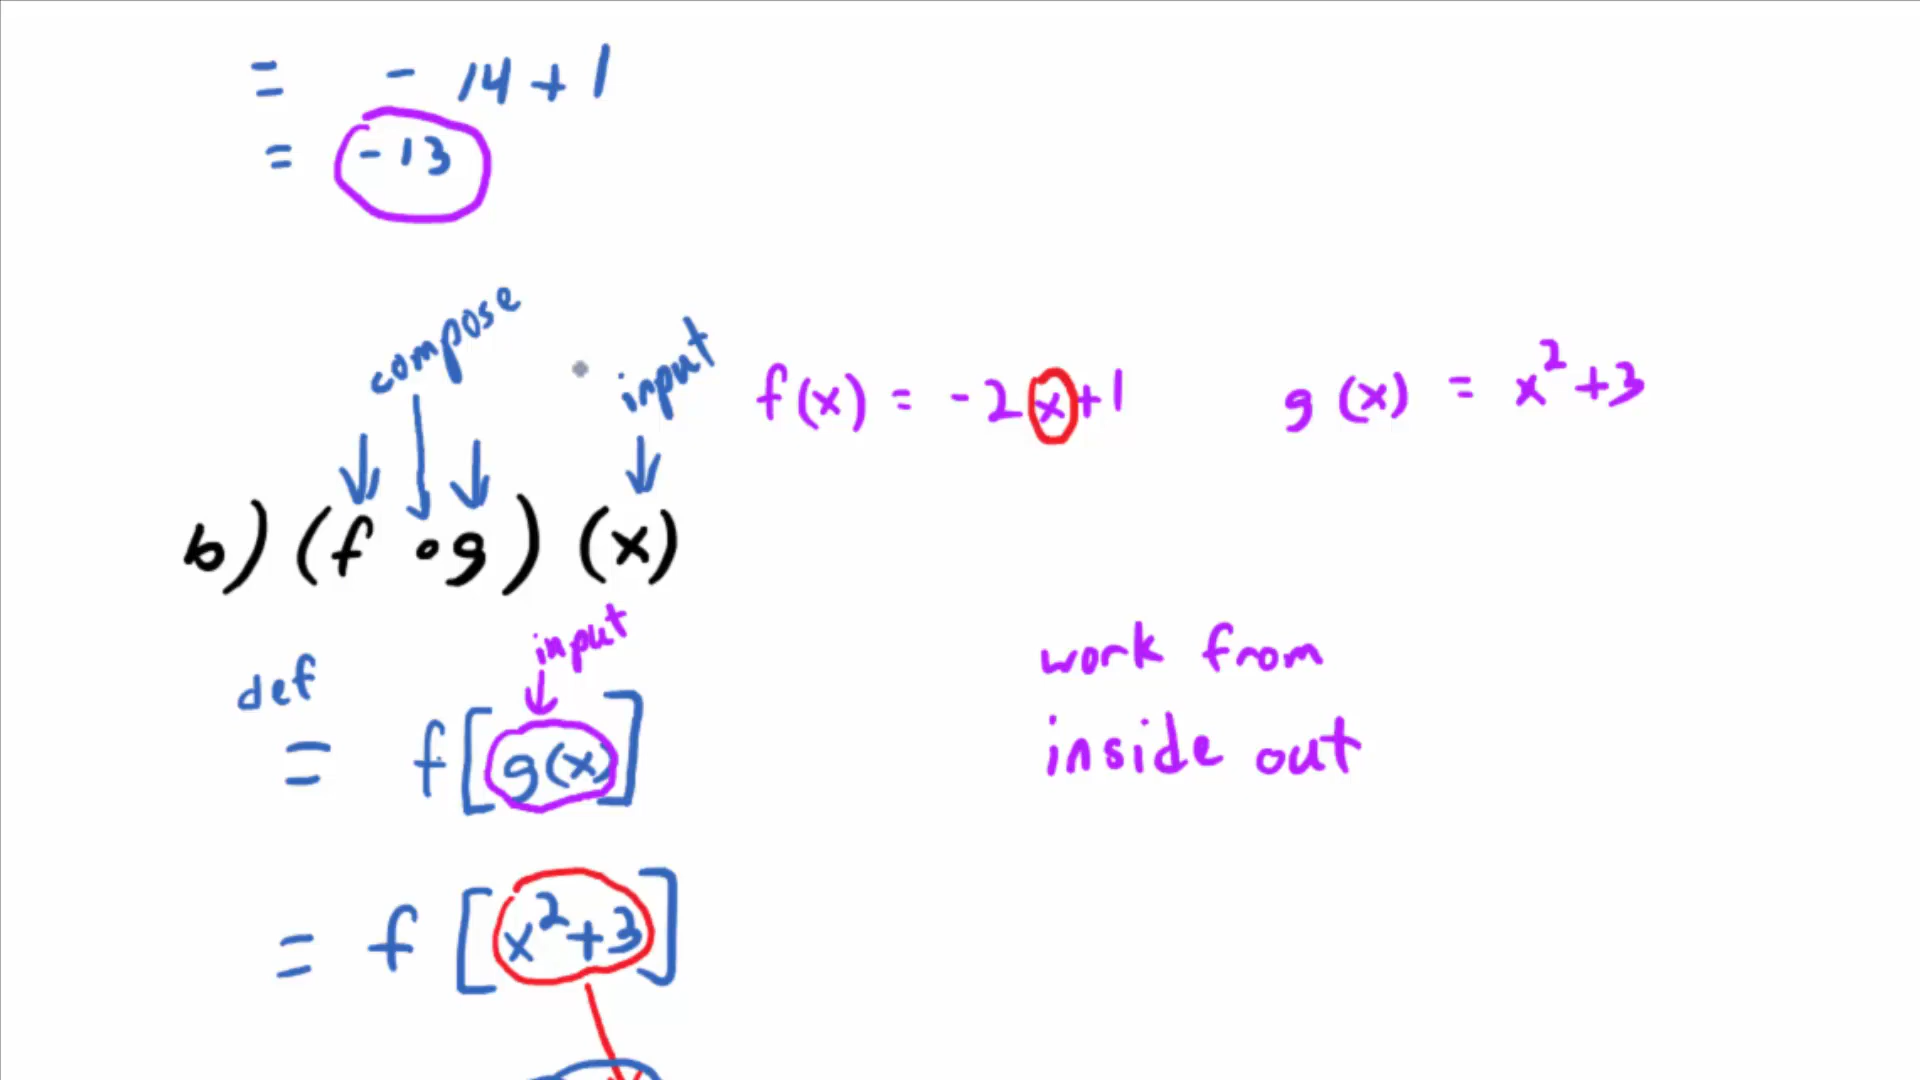 = - 14 + 1
= - 13
compose
input
f(x) = -2x+1
g(x) = x²+3
b) (f ∘ g) (x)
input
def
= f[g(x)]
work from
inside out
= f [x²+3]